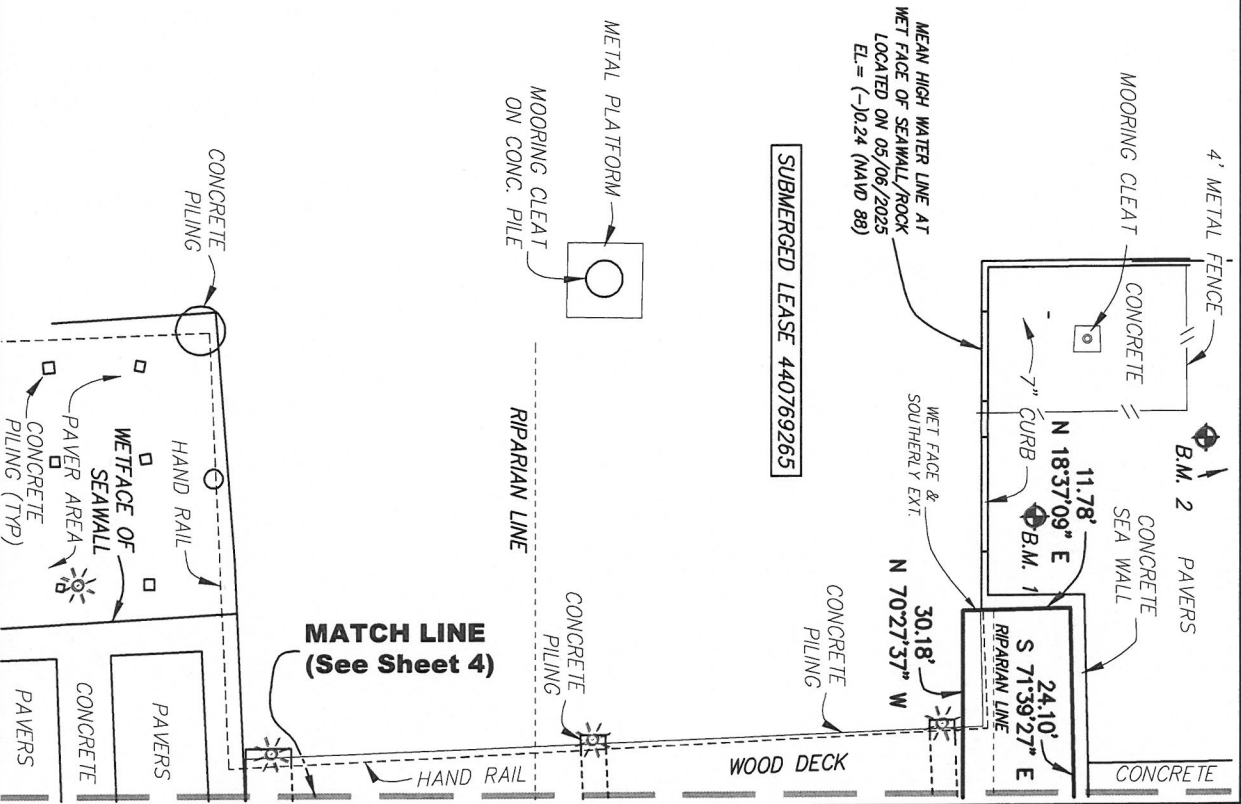 4' METAL FENCE
MOORING CLEAT
MEAN HIGH WATER LINE AT
WET FACE OF SEAWALL/ROCK
LOCATED ON 05/06/2025
EL.= (-)0.24 (NAVD 88)
CONCRETE
7" CURB
B.M. 2
PAVERS
B.M. 1
CONCRETE
SEA WALL
11.78'
N 18°37'09" E
WET FACE &
SOUTHERLY EXT.
24.10'
S 71°39'27" E
RIPARIAN LINE
30.18'
N 70°27'37" W
CONCRETE
SUBMERGED LEASE 440769265
METAL PLATFORM
MOORING CLEAT
ON CONC. PILE
RIPARIAN LINE
CONCRETE
PILING
CONCRETE
PILING
WOOD DECK
HAND RAIL
MATCH LINE
(See Sheet 4)
CONCRETE
PILING
HAND RAIL
WETFACE OF
SEAWALL
PAVER AREA
CONCRETE
PILING (TYP)
PAVERS
CONCRETE
PAVERS